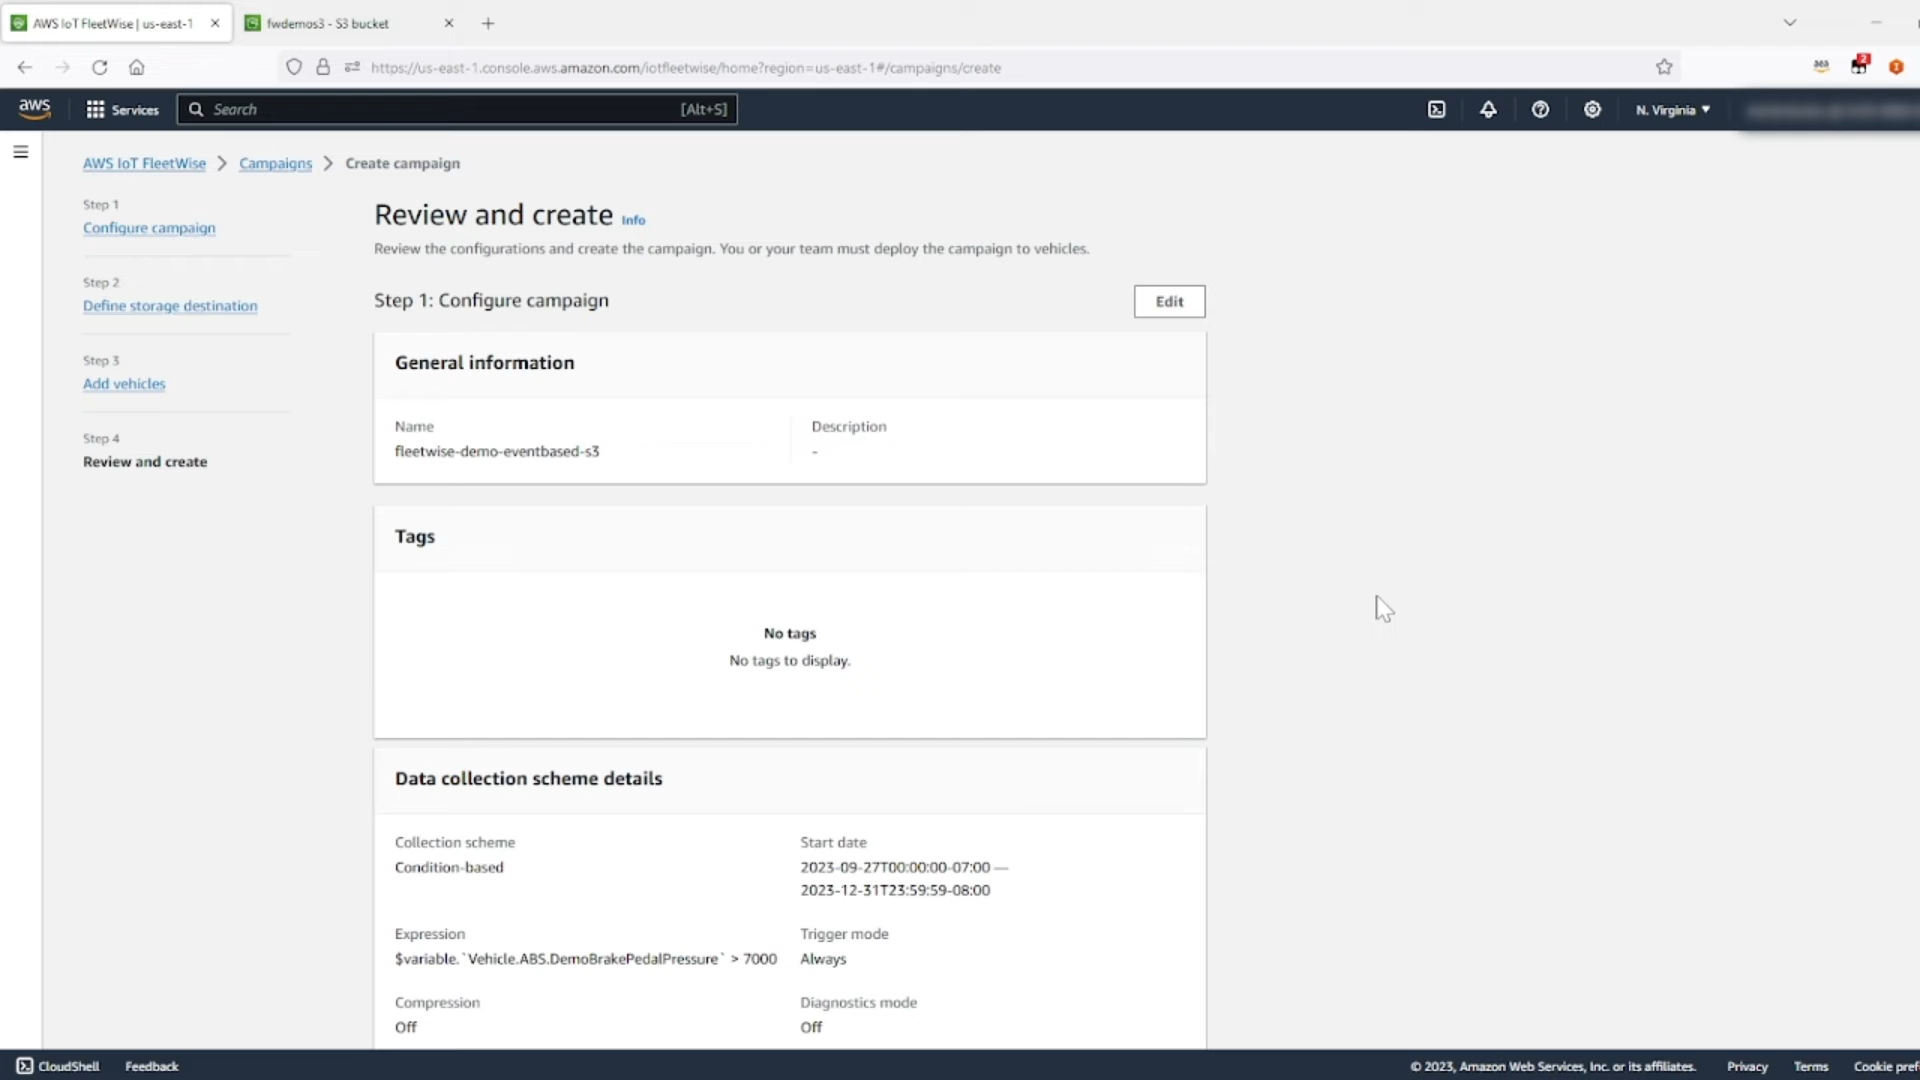 AWS IoT FleetWise | us-east-1
fwdemos3 - S3 bucket
https://us-east-1.console.aws.amazon.com/iotfleetwise/home?region=us-east-1#/campaigns/create
2
aws
Services
Search
[Alt+S]
N. Virginia
AWS IoT FleetWise
Campaigns
Create campaign
Step 1
Configure campaign
Step 2
Define storage destination
Step 3
Add vehicles
Step 4
Review and create
Review and create Info
Review the configurations and create the campaign. You or your team must deploy the campaign to vehicles.
Step 1: Configure campaign
Edit
General information
Name
fleetwise-demo-eventbased-s3
Description
-
Tags
No tags
No tags to display.
Data collection scheme details
Collection scheme
Condition-based
Start date
2023-09-27T00:00:00-07:00 —
2023-12-31T23:59:59-08:00
Expression
$variable.`Vehicle.ABS.DemoBrakePedalPressure` > 7000
Trigger mode
Always
Compression
Off
Diagnostics mode
Off
CloudShell
Feedback
© 2023, Amazon Web Services, Inc. or its affiliates.
Privacy
Terms
Cookie pref